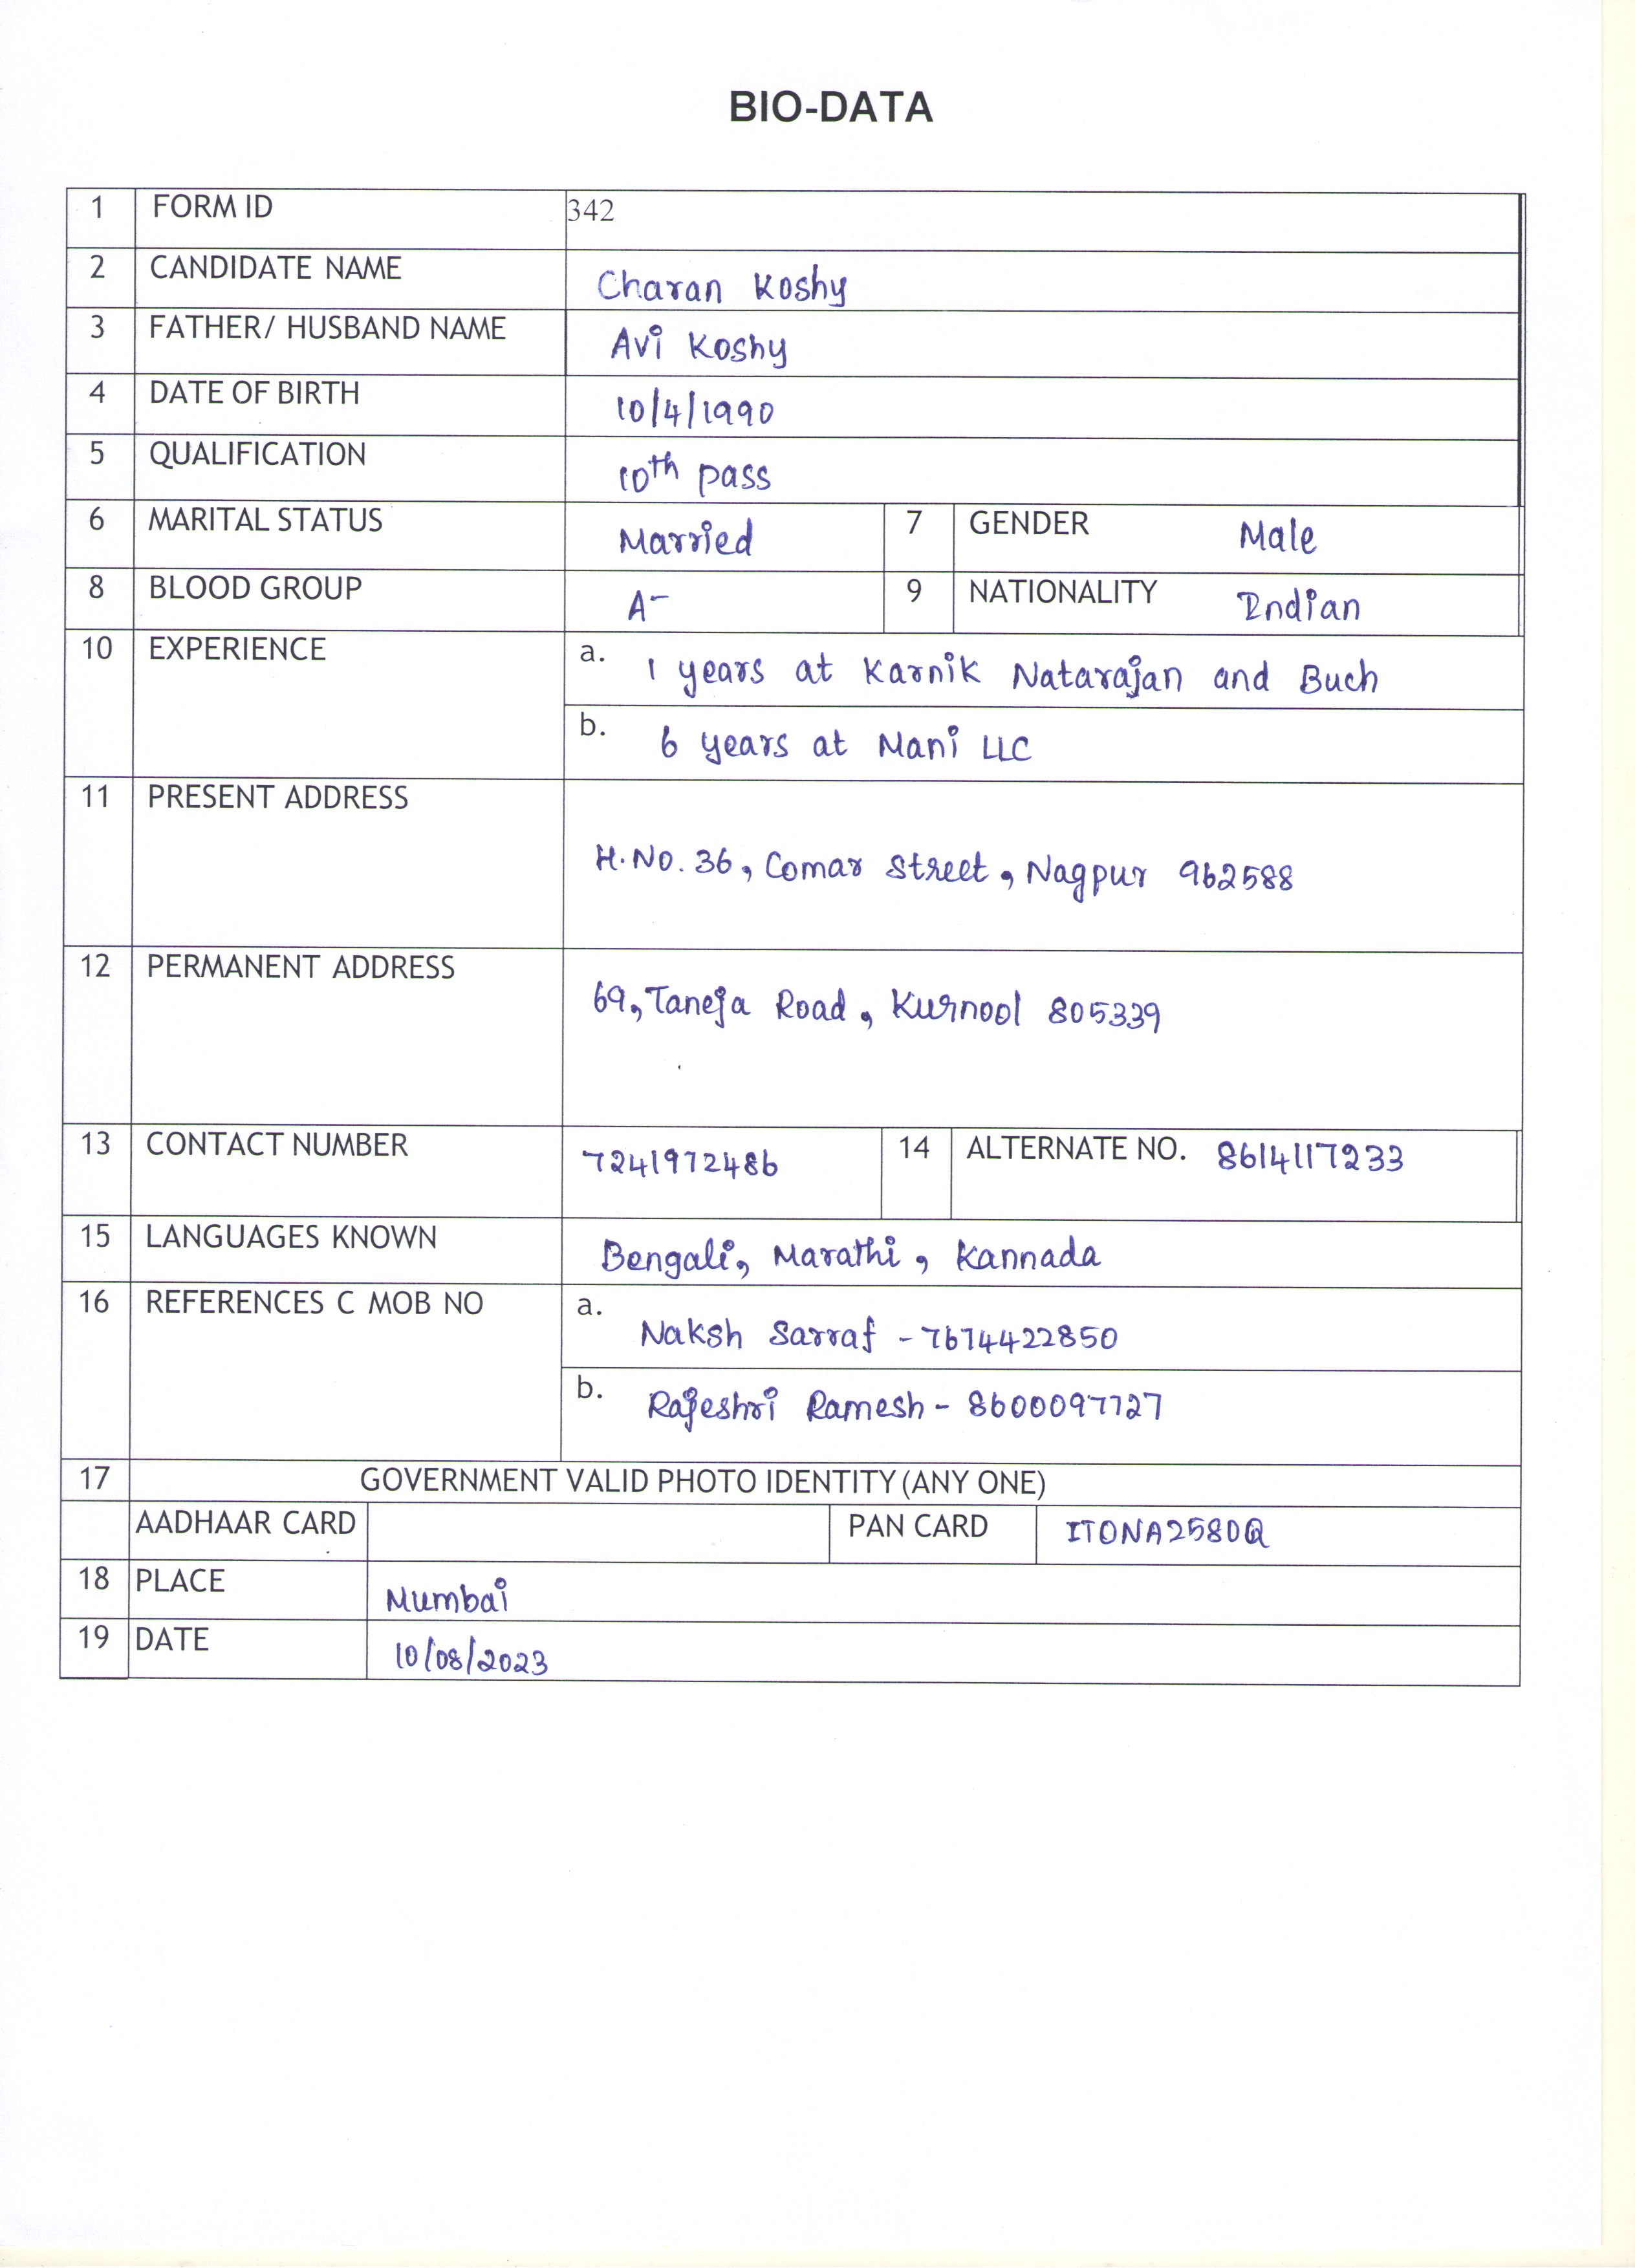 BIO-DATA
1 FORM ID 342
2 CANDIDATE NAME Charan Koshy
3 FATHER/ HUSBAND NAME Avi Koshy
4 DATE OF BIRTH 10/4/1990
5 QUALIFICATION 10th pass
6 MARITAL STATUS Married 7 GENDER Male
8 BLOOD GROUP A- 9 NATIONALITY Indian
10 EXPERIENCE a. 1 years at Karnik Natarajan and Buch
b. 6 years at Mani LLC
11 PRESENT ADDRESS H.No. 36, Comar Street, Nagpur 962588
12 PERMANENT ADDRESS 69, Taneja Road, Kurnool 805339
13 CONTACT NUMBER 7241972486 14 ALTERNATE NO. 8614117233
15 LANGUAGES KNOWN Bengali, Marathi, Kannada
16 REFERENCES C MOB NO a. Naksh Sarraf - 7674422850
b. Rajeshri Ramesh - 8600097727
17 GOVERNMENT VALID PHOTO IDENTITY (ANY ONE)
AADHAAR CARD PAN CARD ITONA2580Q
18 PLACE Mumbai
19 DATE 10/08/2023